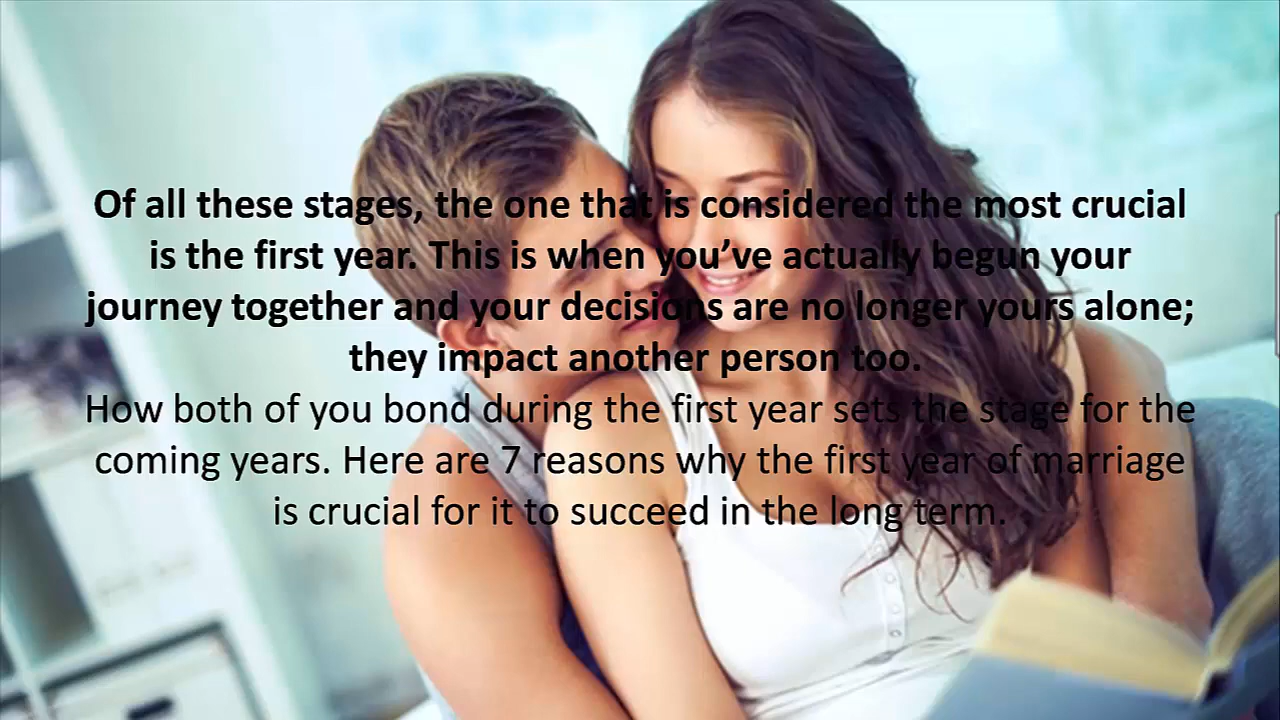 Of all these stages, the one that is considered the most crucial
is the first year. This is when you’ve actually begun your
journey together and your decisions are no longer yours alone;
they impact another person too.
How both of you bond during the first year sets the stage for the
coming years. Here are 7 reasons why the first year of marriage
is crucial for it to succeed in the long term.